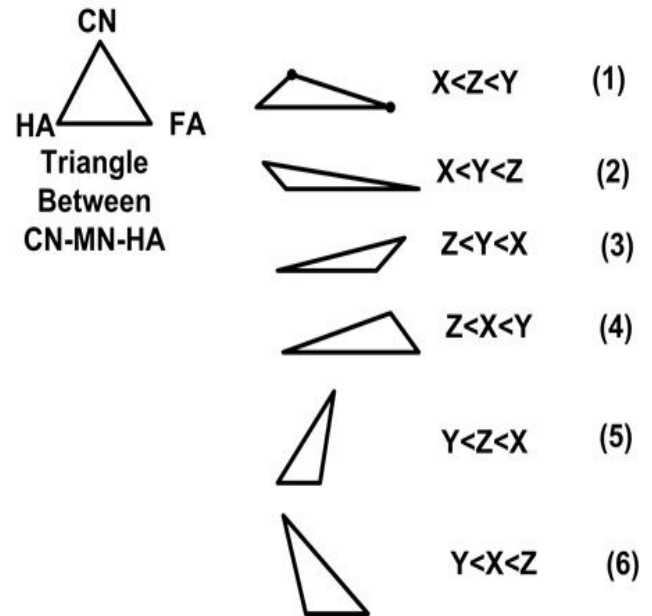 CN
HA FA
Triangle
Between
CN-MN-HA
X<Z<Y (1)
X<Y<Z (2)
Z<Y<X (3)
Z<X<Y (4)
Y<Z<X (5)
Y<X<Z (6)